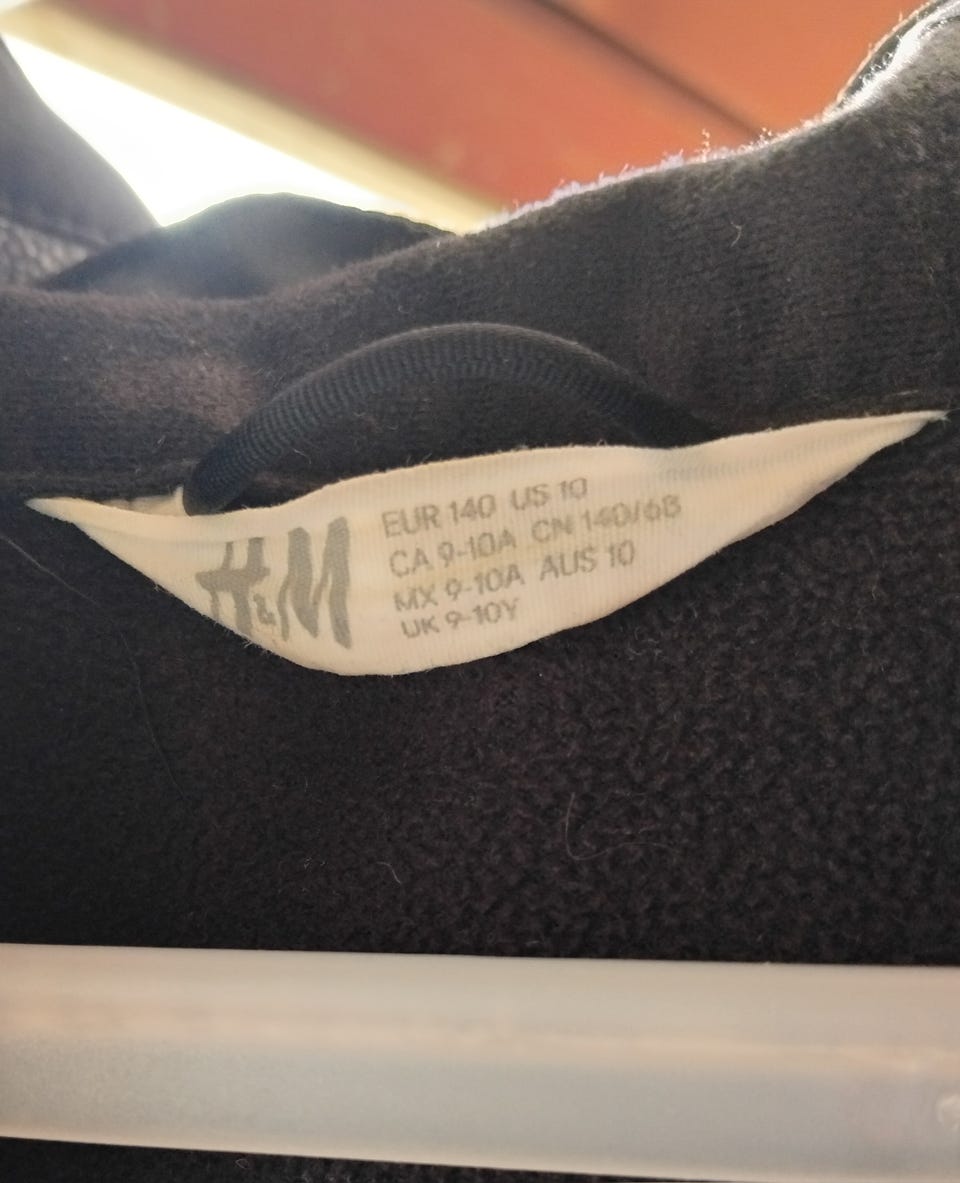 H&M
EUR 140 US 10
CA 9-10A CN 140/68
MX 9-10A AUS 10
UK 9-10Y